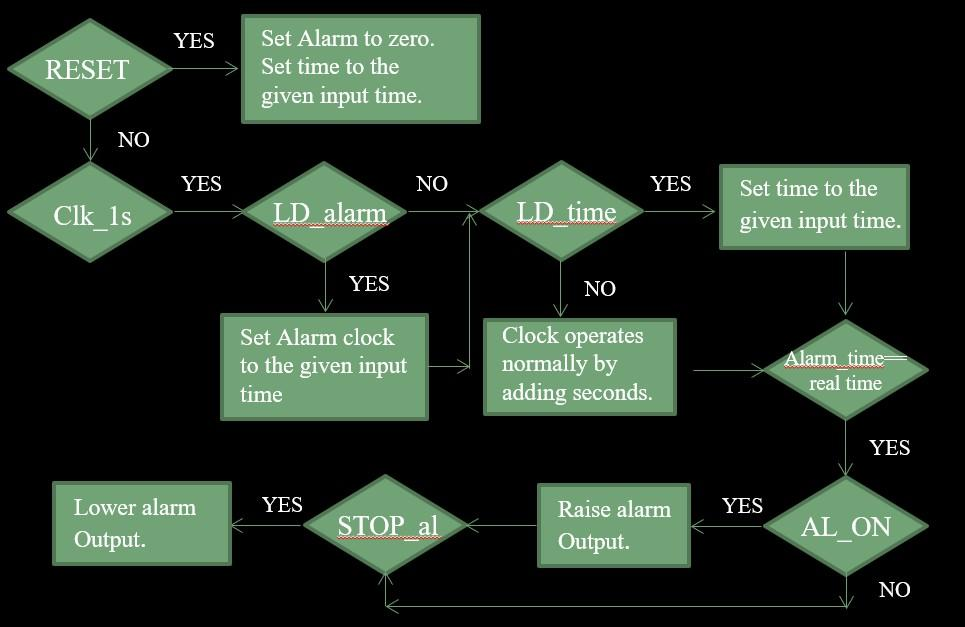 RESET
YES
Set Alarm to zero.
Set time to the
given input time.
NO
Clk_1s
YES
LD_alarm
NO
LD_time
YES
Set time to the
given input time.
YES
Set Alarm clock
to the given input
time
NO
Clock operates
normally by
adding seconds.
Alarm_time==
real time
YES
AL_ON
YES
Raise alarm
Output.
STOP_al
YES
Lower alarm
Output.
NO